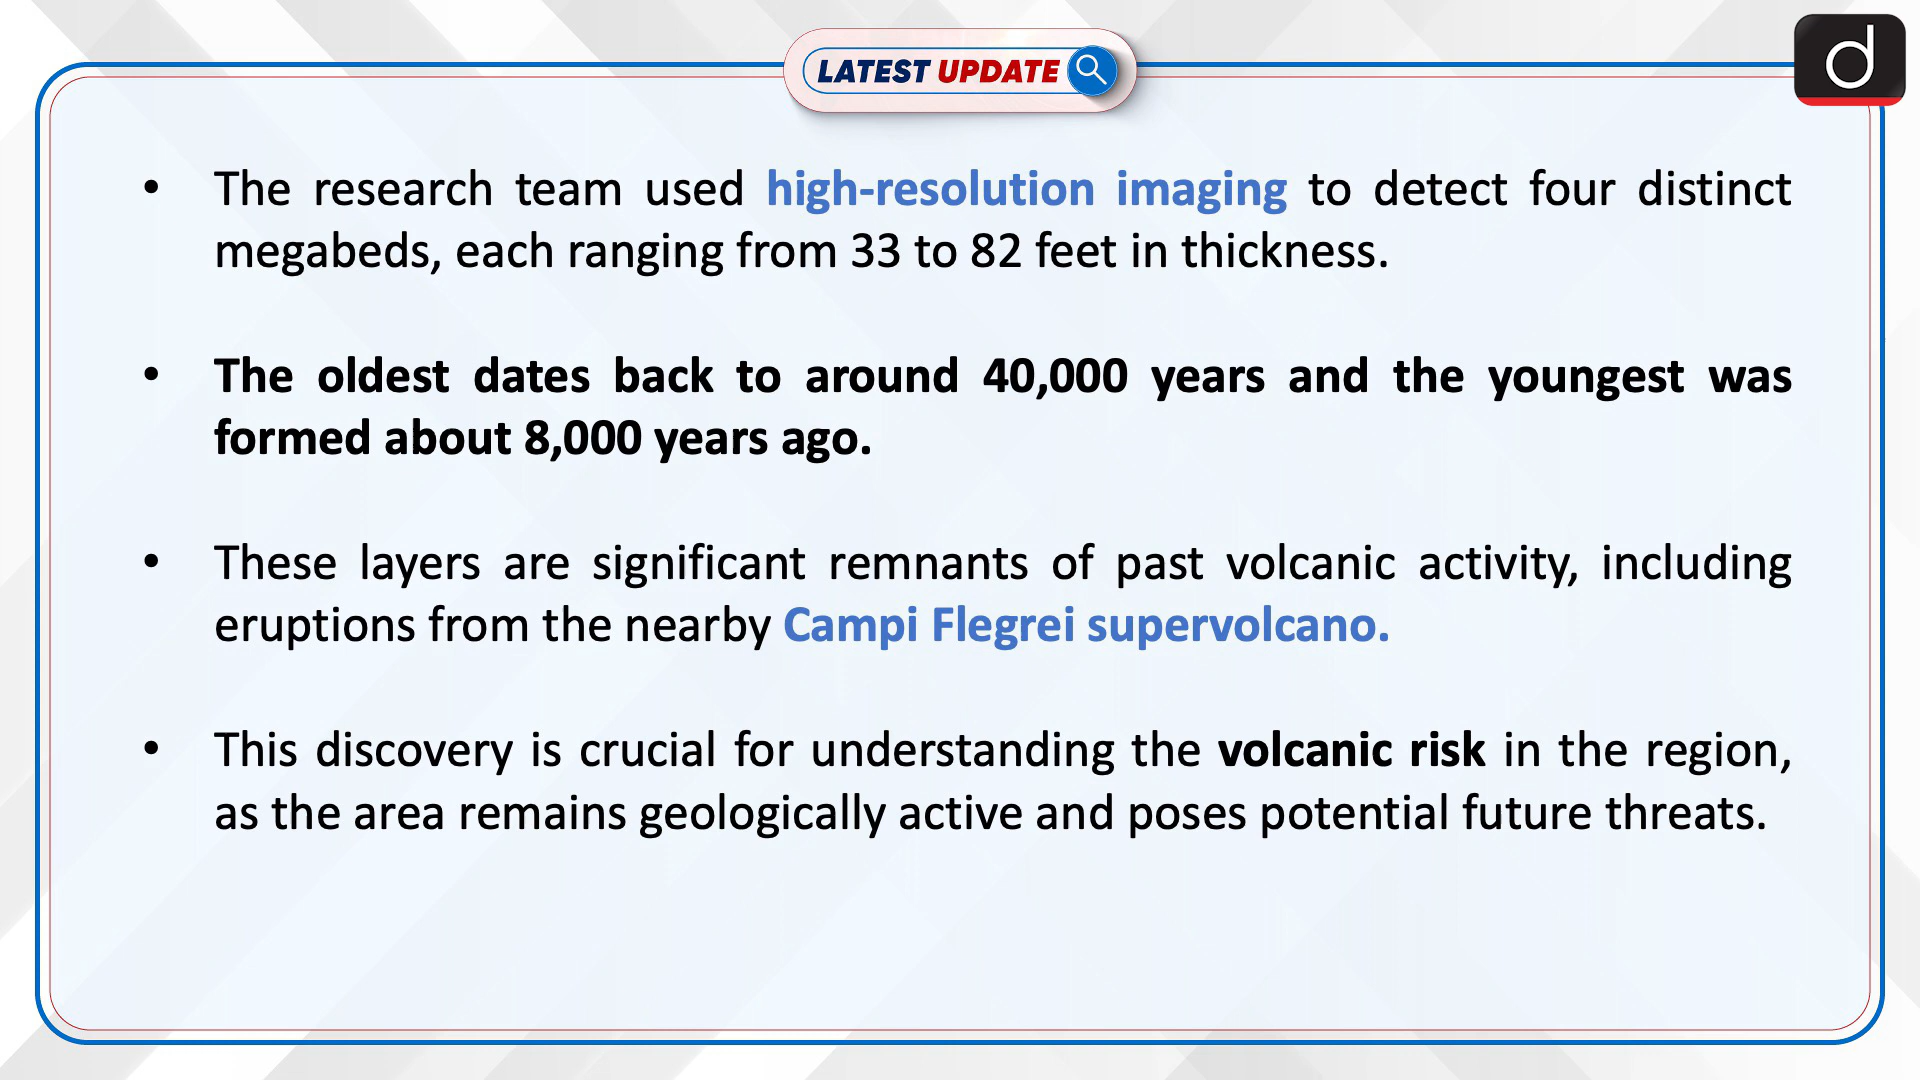 LATEST UPDATE
d
• The research team used high-resolution imaging to detect four distinct
megabeds, each ranging from 33 to 82 feet in thickness.
• The oldest dates back to around 40,000 years and the youngest was
formed about 8,000 years ago.
• These layers are significant remnants of past volcanic activity, including
eruptions from the nearby Campi Flegrei supervolcano.
• This discovery is crucial for understanding the volcanic risk in the region,
as the area remains geologically active and poses potential future threats.